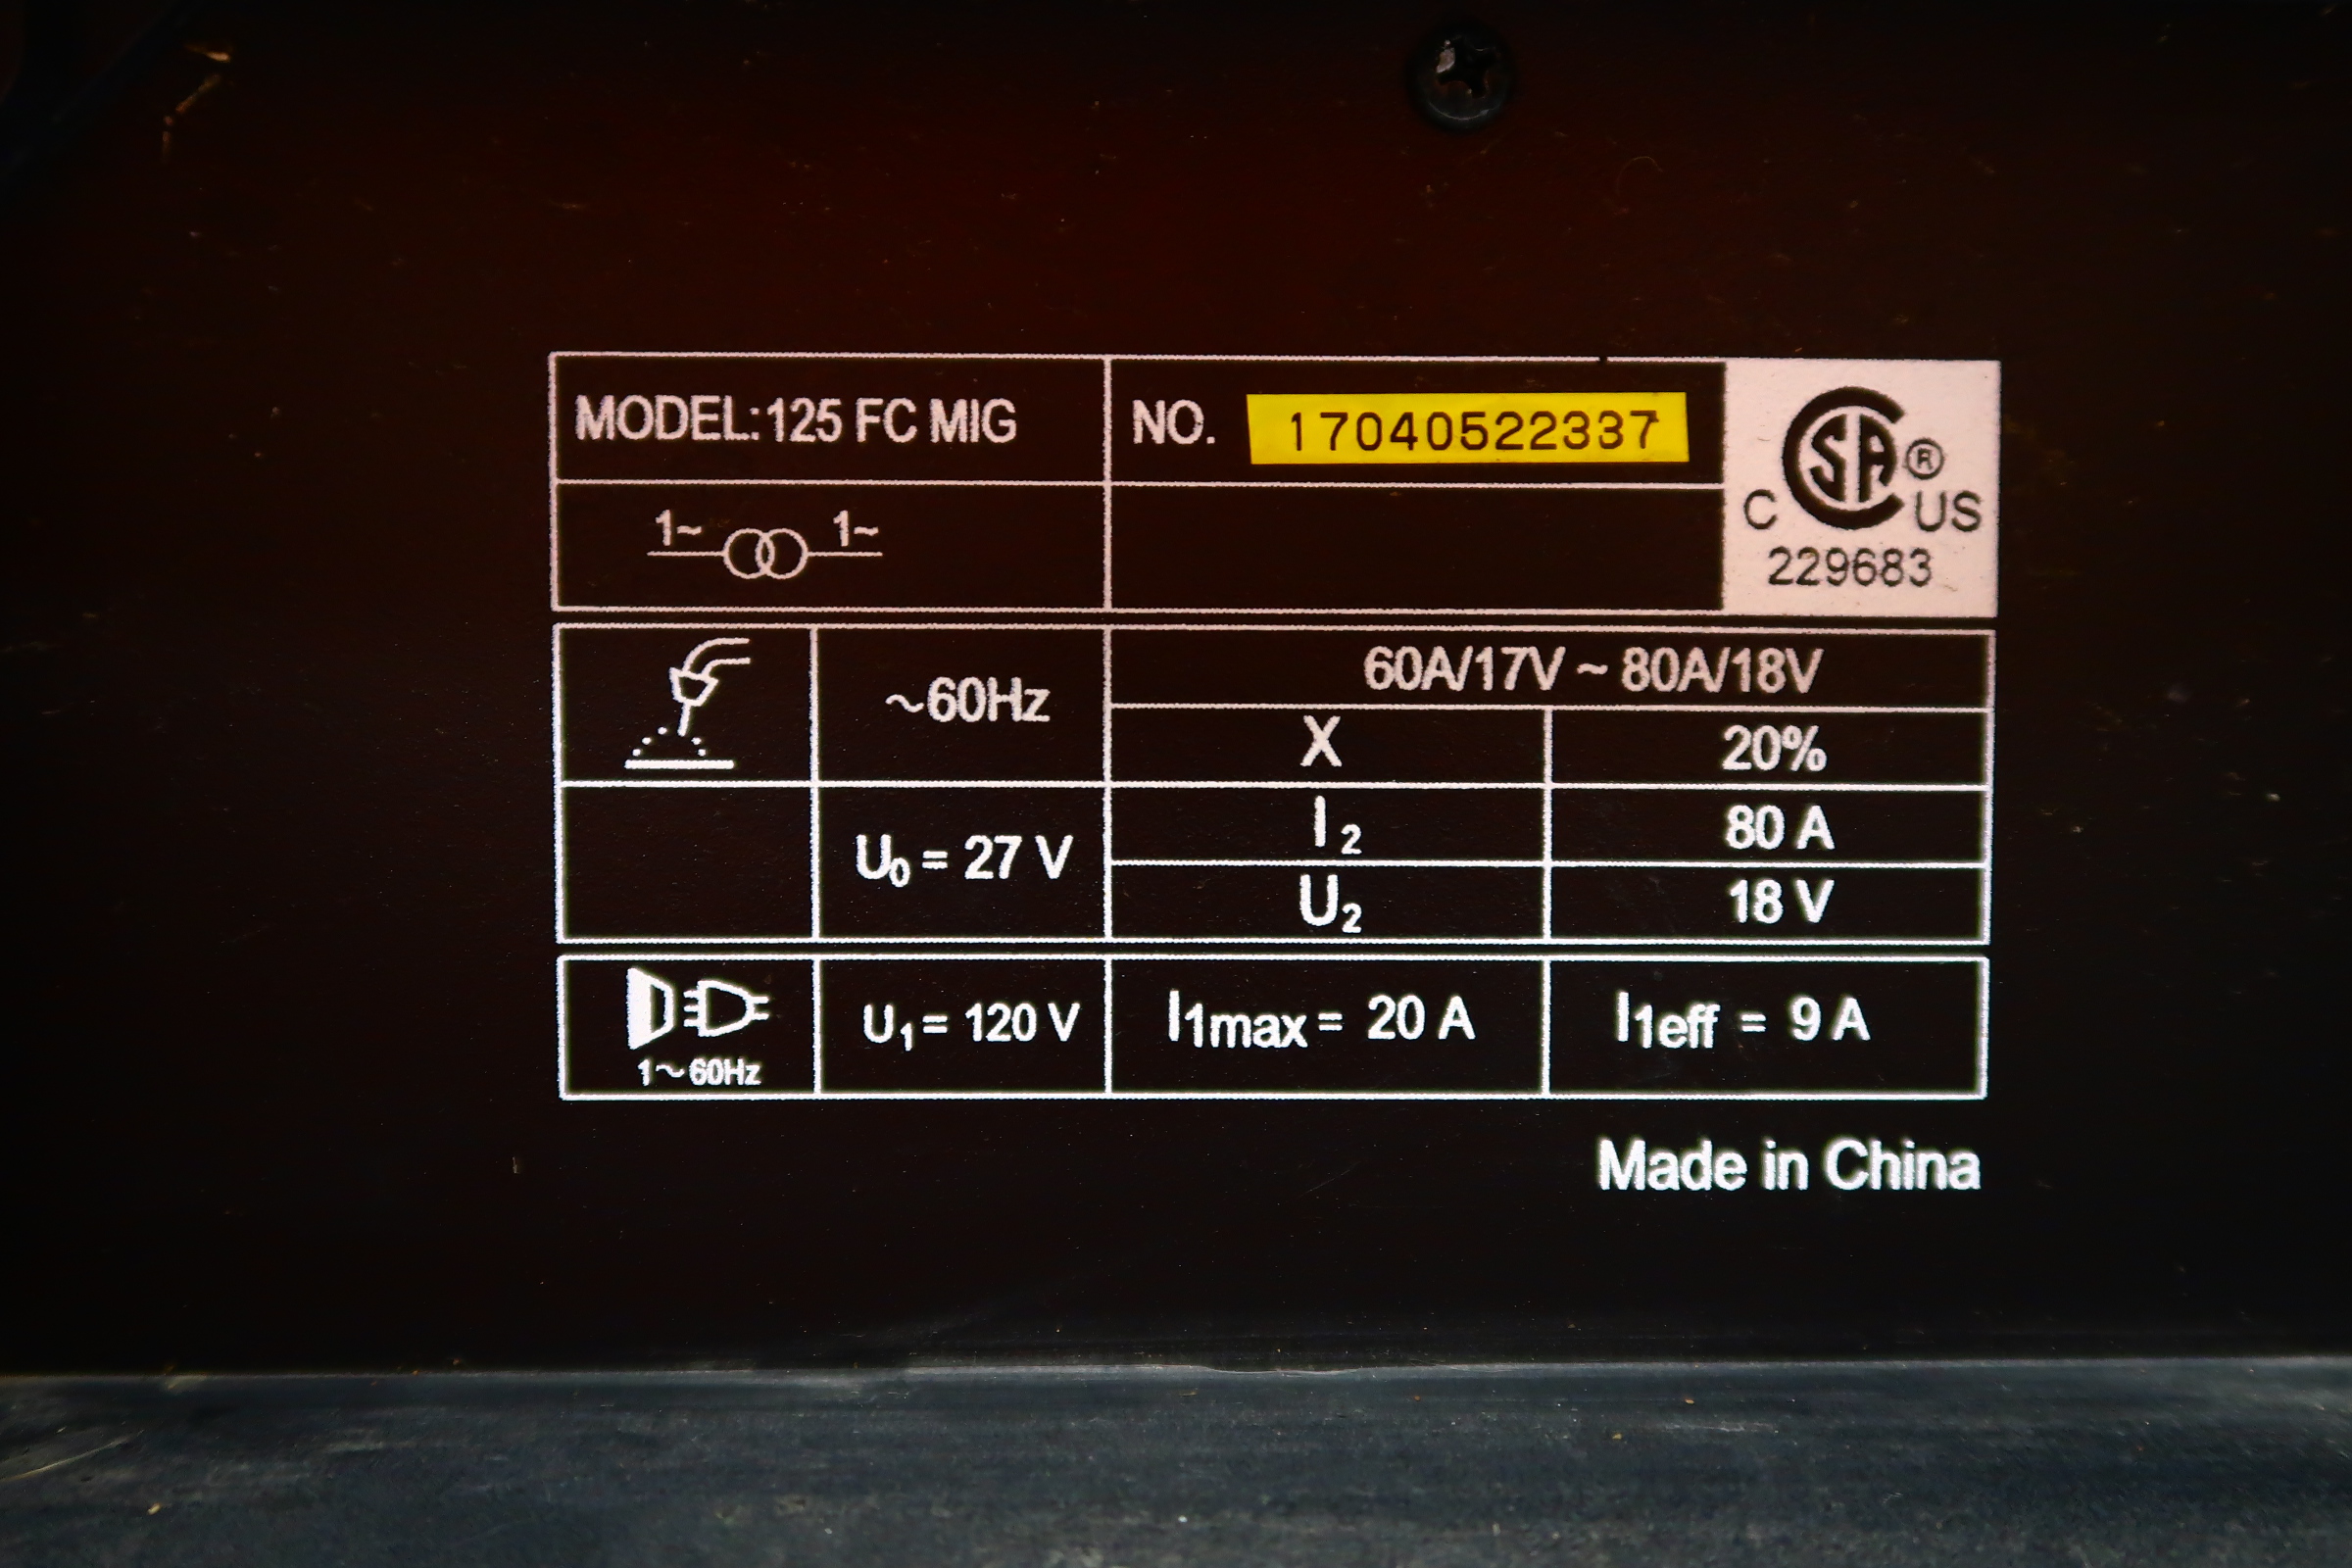 MODEL:125 FC MIG
NO. 17040522337
CSA®
C US
229683
1~ 1~
~60Hz
60A/17V ~ 80A/18V
X 20%
U₀ = 27 V
I₂ 80 A
U₂ 18 V
1~60Hz
U₁ = 120 V
I₁max = 20 A
I₁eff = 9 A
Made in China